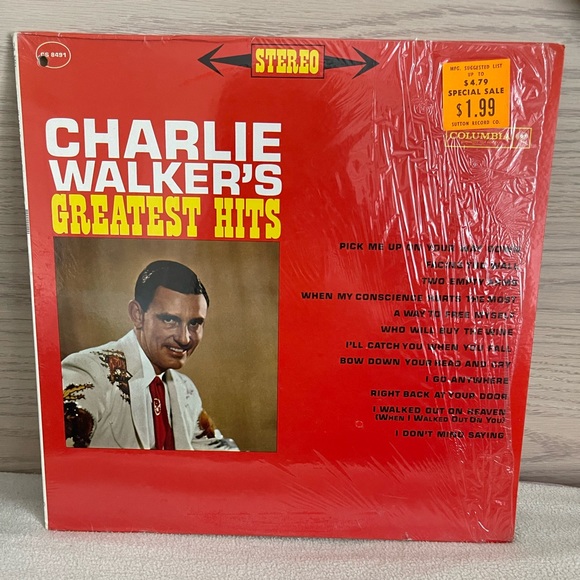 CS 8491
STEREO
MFG. SUGGESTED LIST
UP TO
$4.79
SPECIAL SALE
$1.99
SUTTON RECORD CO.
COLUMBIA
CHARLIE
WALKER'S
GREATEST HITS
PICK ME UP ON YOUR WAY DOWN
FACING THE WALL
TWO EMPTY ARMS
WHEN MY CONSCIENCE HURTS THE MOST
A WAY TO FREE MYSELF
WHO WILL BUY THE WINE
I'LL CATCH YOU WHEN YOU FALL
BOW DOWN YOUR HEAD AND CRY
I GO ANYWHERE
RIGHT BACK AT YOUR DOOR
I WALKED OUT ON HEAVEN
(WHEN I WALKED OUT ON YOU)
I DON'T MIND SAYING